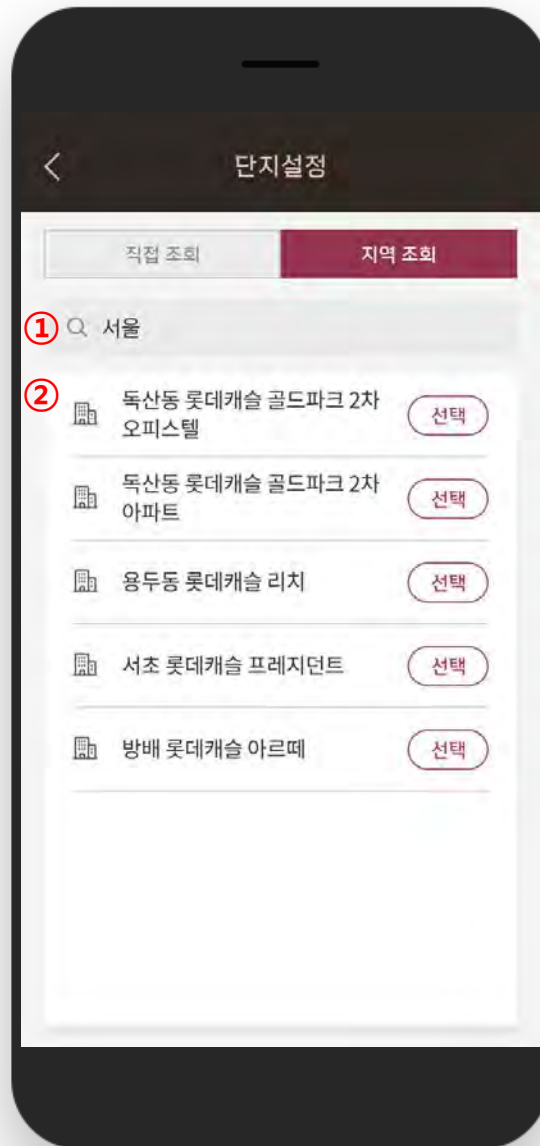 단지설정
직접 조회
지역 조회
① 서울
②
독산동 롯데캐슬 골드파크 2차
오피스텔
선택
독산동 롯데캐슬 골드파크 2차
아파트
선택
용두동 롯데캐슬 리치
선택
서초 롯데캐슬 프레지던트
선택
방배 롯데캐슬 아르떼
선택